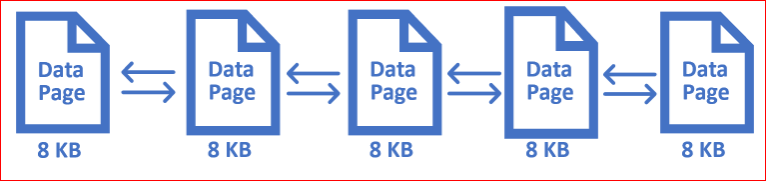 Data Data Data Data Data
Page Page Page Page Page
8 KB 8 KB 8 KB 8 KB 8 KB